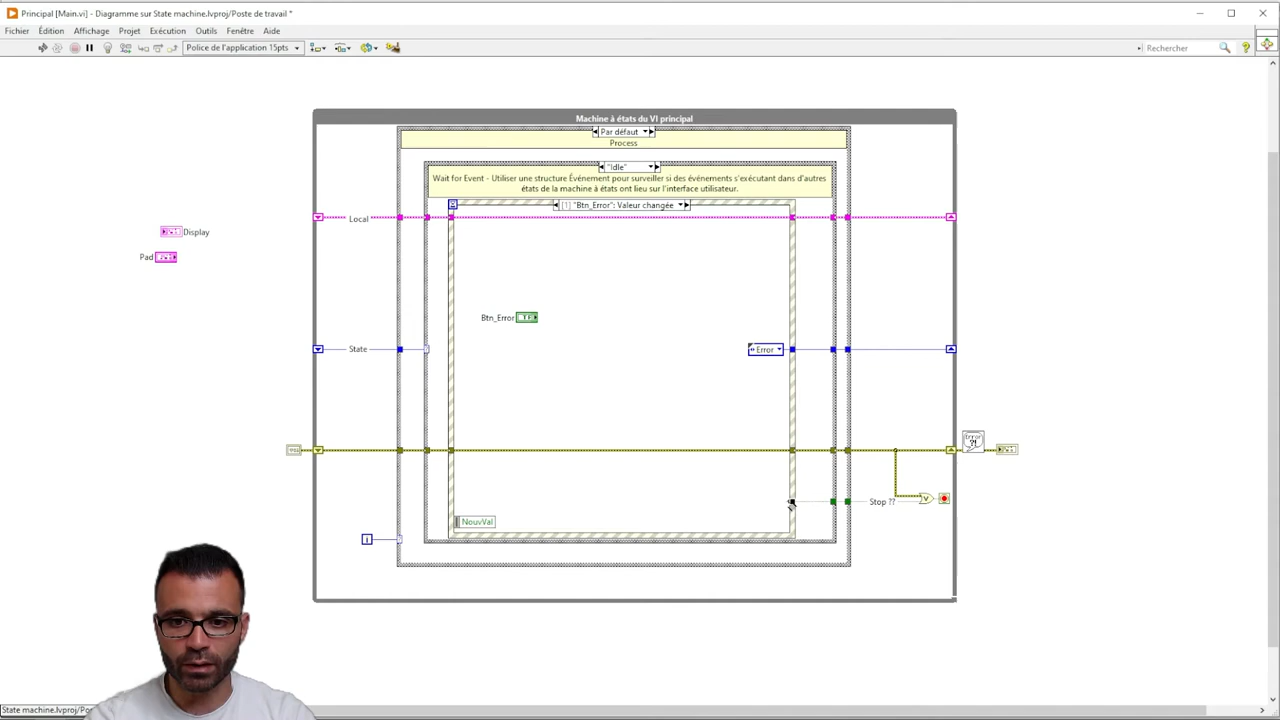 Principal [Main.vi] - Diagramme sur State machine.lvproj/Poste de travail *
Fichier Édition Affichage Projet Exécution Outils Fenêtre Aide
Police de l'application 15pts
Rechercher
Machine à états du VI principal
Par défaut
Process
"Idle"
Wait for Event - Utiliser une structure Événement pour surveiller si des événements s'exécutant dans d'autres
états de la machine à états ont lieu sur l'interface utilisateur.
[1] "Btn_Error": Valeur changée
Local
Display
Pad
Btn_Error
TF
State
Error
Error
?!
Stop ??
NouvVal
i
State machine.lvproj/Po